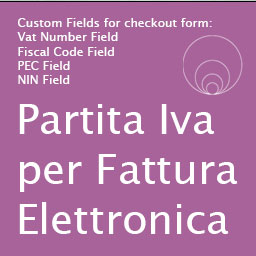 Custom Fields for checkout form:
Vat Number Field
Fiscal Code Field
PEC Field
NIN Field
Partita Iva
per Fattura
Elettronica